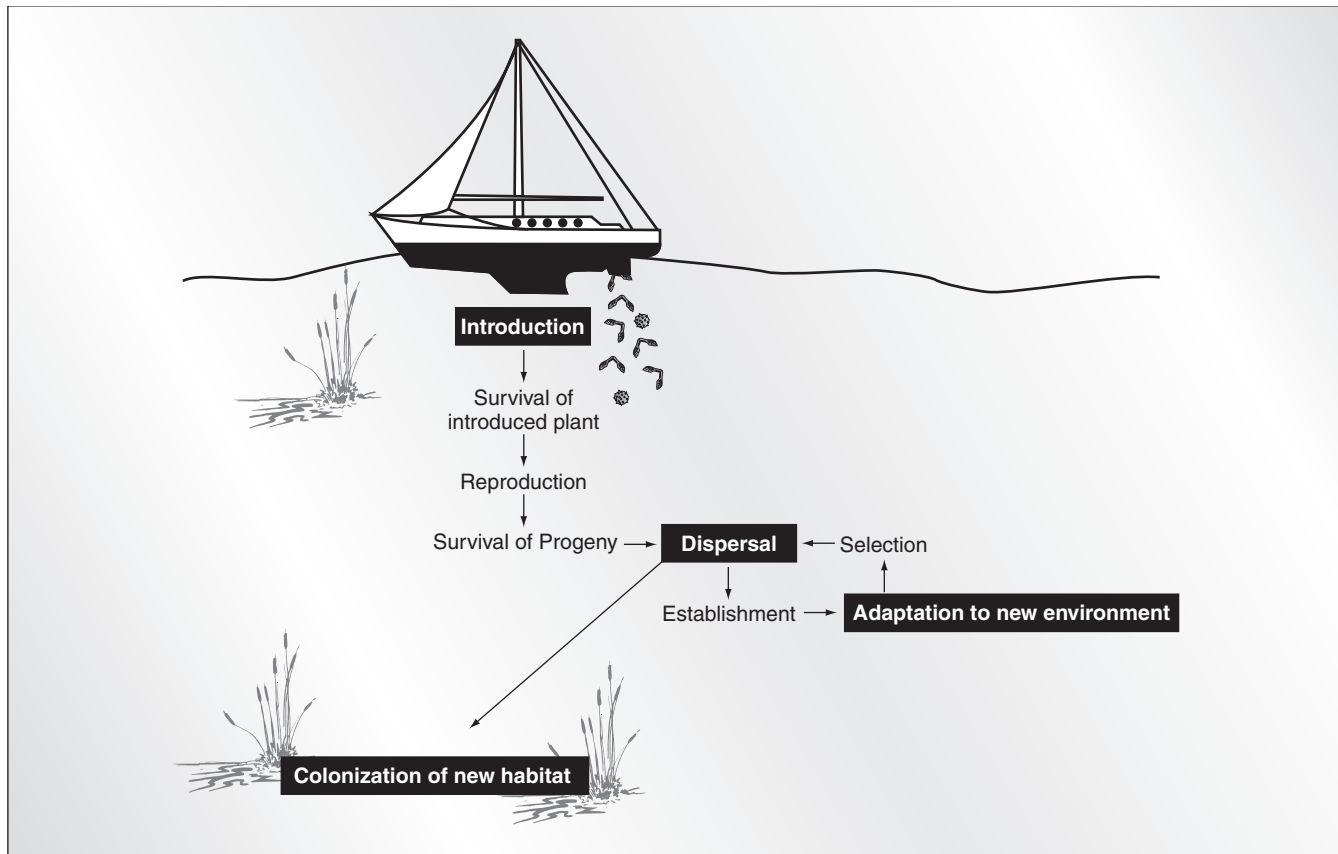 Introduction
Survival of
introduced plant
Reproduction
Survival of Progeny
Dispersal
Selection
Establishment
Adaptation to new environment
Colonization of new habitat